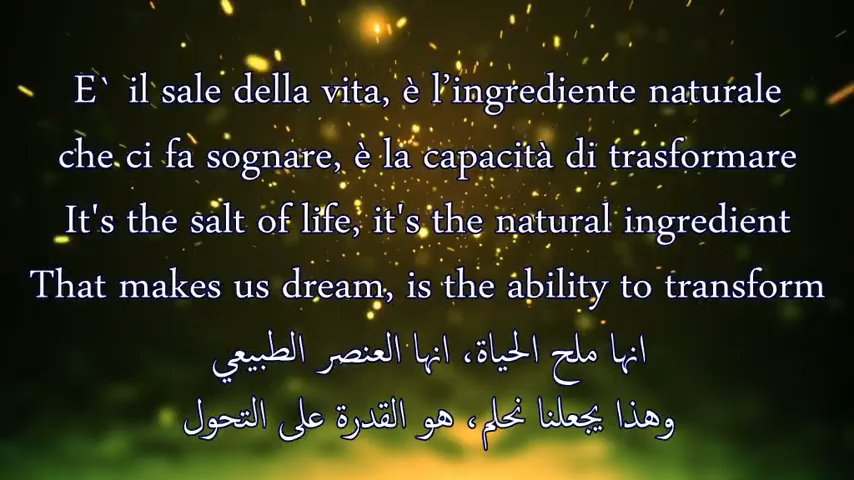 E` il sale della vita, è l’ingrediente naturale
che ci fa sognare, è la capacità di trasformare
It's the salt of life, it's the natural ingredient
That makes us dream, is the ability to transform
انها ملح الحياة، انها العنصر الطبيعي
وهذا يجعلنا نحلم، هو القدرة على التحول